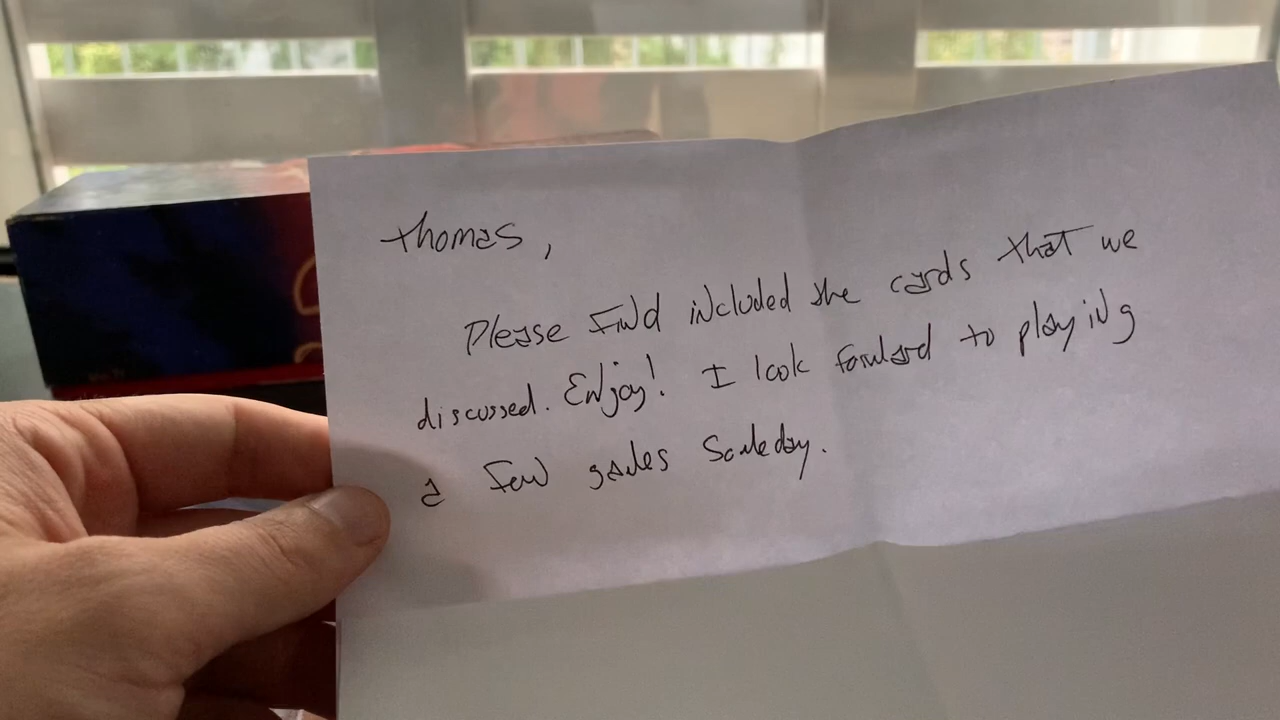 Thomas,
Please find included the cards that we
discussed. Enjoy! I look forward to playing
a few games someday.